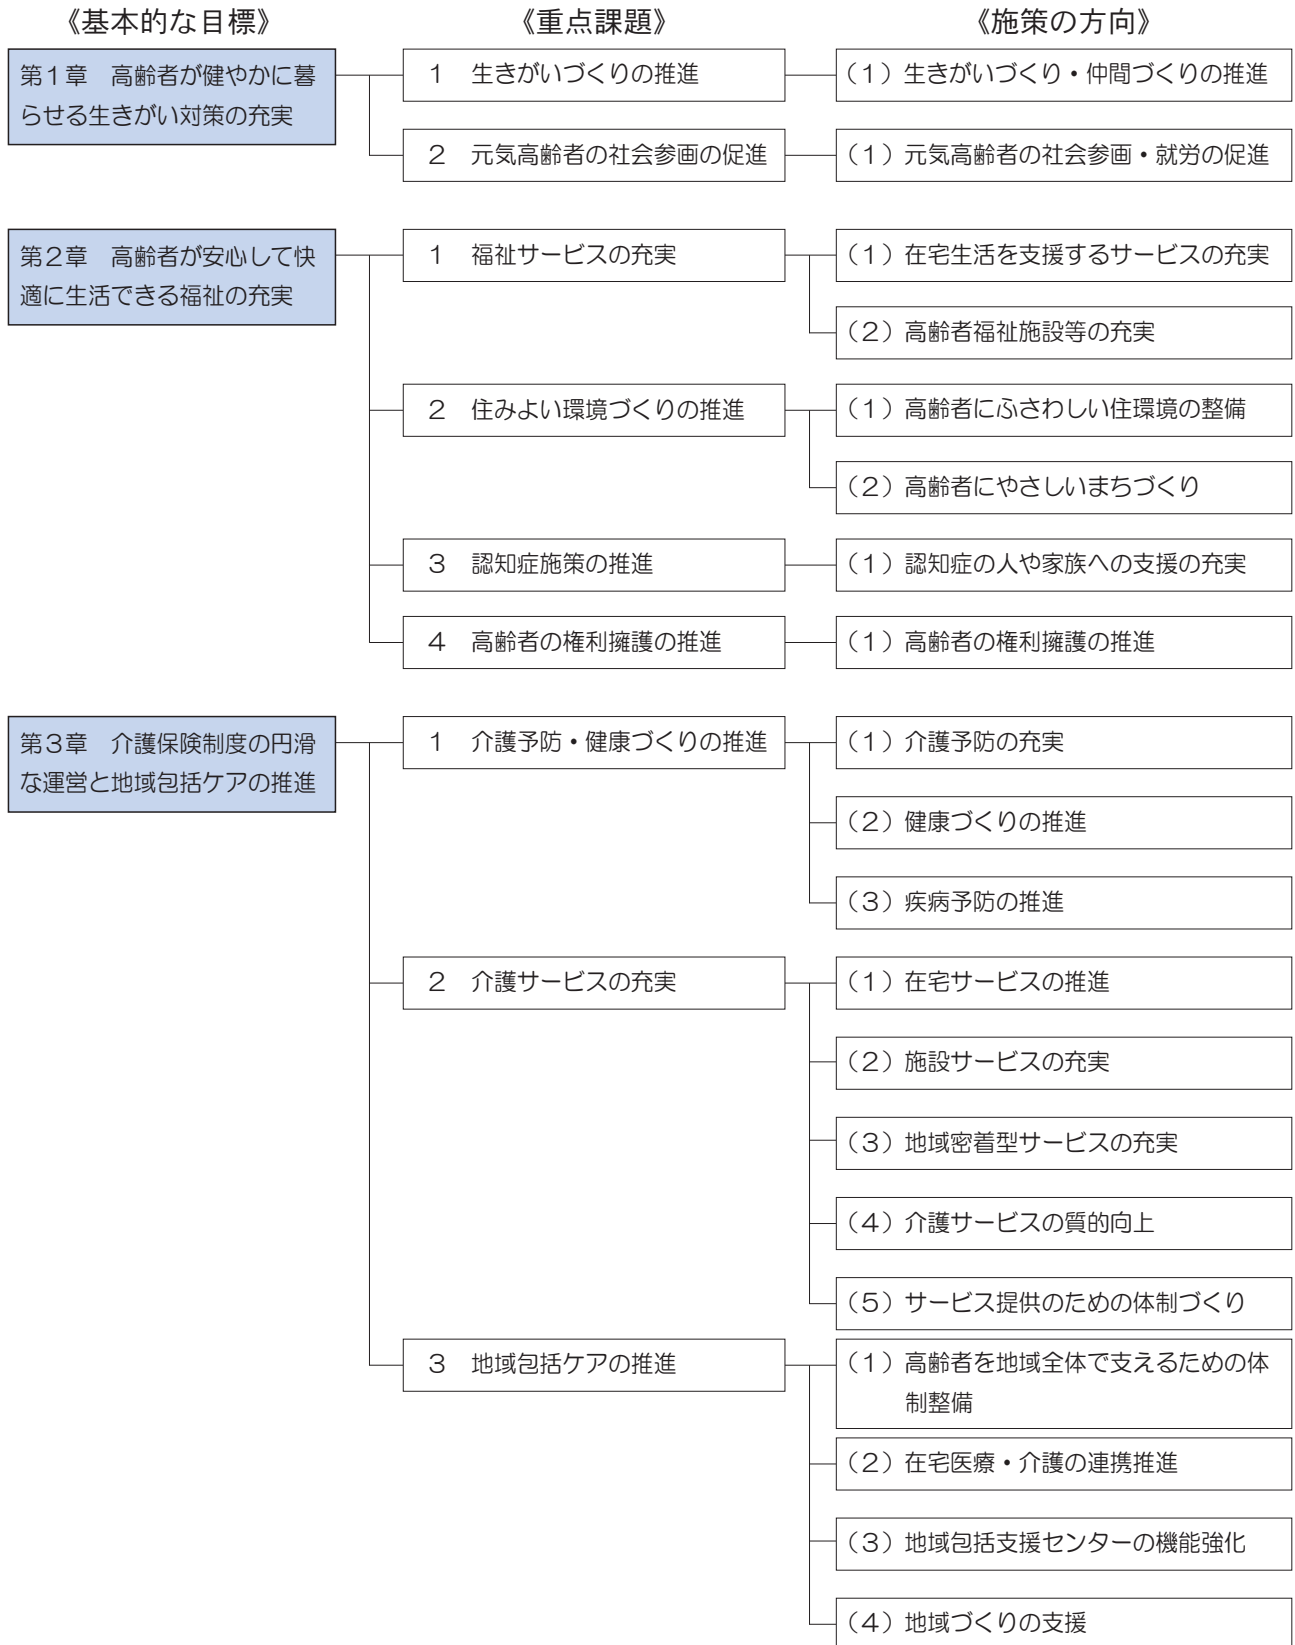 《基本的な目標》
《重点課題》
《施策の方向》
第1章　高齢者が健やかに暮
らせる生きがい対策の充実
1　生きがいづくりの推進
（1）生きがいづくり・仲間づくりの推進
2　元気高齢者の社会参画の促進
（1）元気高齢者の社会参画・就労の促進
第2章　高齢者が安心して快
適に生活できる福祉の充実
1　福祉サービスの充実
（1）在宅生活を支援するサービスの充実
（2）高齢者福祉施設等の充実
2　住みよい環境づくりの推進
（1）高齢者にふさわしい住環境の整備
（2）高齢者にやさしいまちづくり
3　認知症施策の推進
（1）認知症の人や家族への支援の充実
4　高齢者の権利擁護の推進
（1）高齢者の権利擁護の推進
第3章　介護保険制度の円滑
な運営と地域包括ケアの推進
1　介護予防・健康づくりの推進
（1）介護予防の充実
（2）健康づくりの推進
（3）疾病予防の推進
2　介護サービスの充実
（1）在宅サービスの推進
（2）施設サービスの充実
（3）地域密着型サービスの充実
（4）介護サービスの質的向上
（5）サービス提供のための体制づくり
3　地域包括ケアの推進
（1）高齢者を地域全体で支えるための体
制整備
（2）在宅医療・介護の連携推進
（3）地域包括支援センターの機能強化
（4）地域づくりの支援